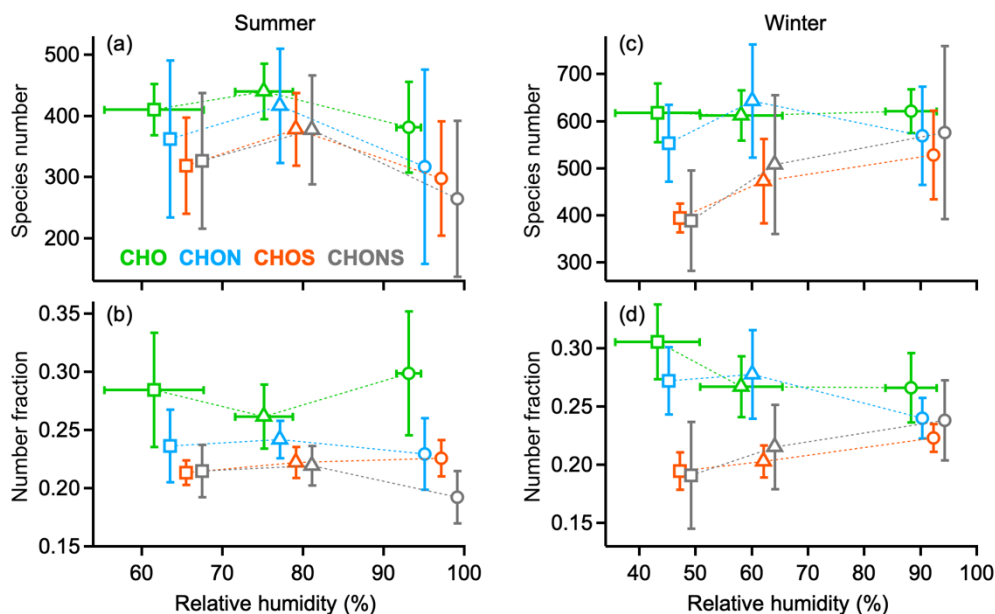 Summer
Winter
(a)
Species number
500
400
300
200
CHO CHON CHOS CHONS
(c)
Species number
700
600
500
400
300
(b)
Number fraction
0.35
0.30
0.25
0.20
0.15
60 70 80 90 100
Relative humidity (%)
(d)
Number fraction
0.30
0.25
0.20
0.15
40 50 60 70 80 90 100
Relative humidity (%)